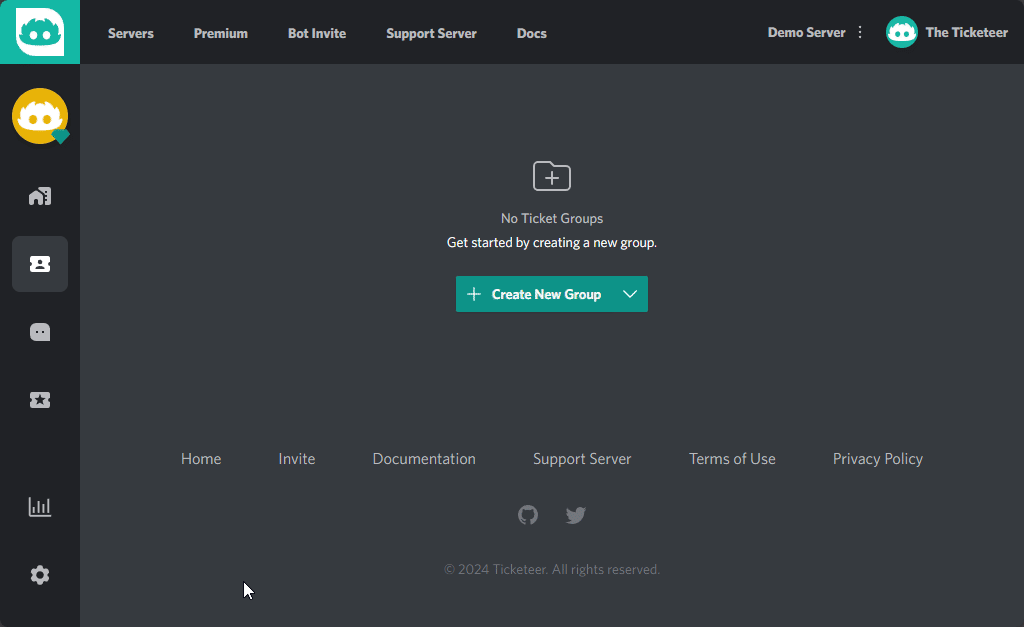 Servers Premium Bot Invite Support Server Docs Demo Server The Ticketeer
No Ticket Groups
Get started by creating a new group.
Create New Group
Home Invite Documentation Support Server Terms of Use Privacy Policy
© 2024 Ticketeer. All rights reserved.